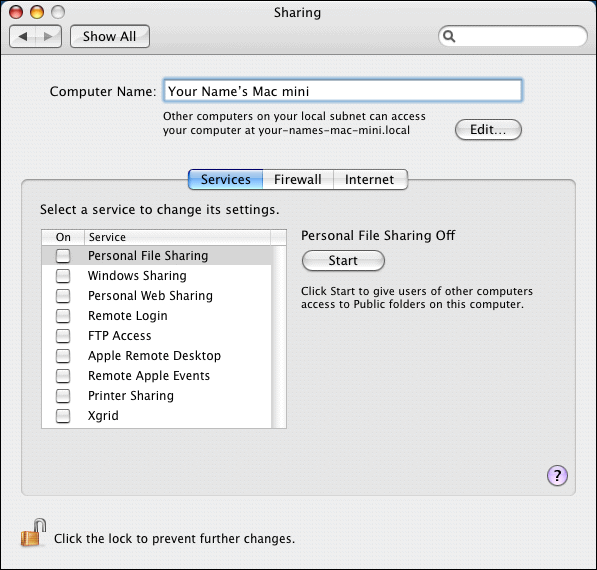 Sharing
Show All
Computer Name: Your Name's Mac mini
Other computers on your local subnet can access
your computer at your-names-mac-mini.local
Edit...
Services Firewall Internet
Select a service to change its settings.
On Service
Personal File Sharing
Windows Sharing
Personal Web Sharing
Remote Login
FTP Access
Apple Remote Desktop
Remote Apple Events
Printer Sharing
Xgrid
Personal File Sharing Off
Start
Click Start to give users of other computers
access to Public folders on this computer.
?
Click the lock to prevent further changes.